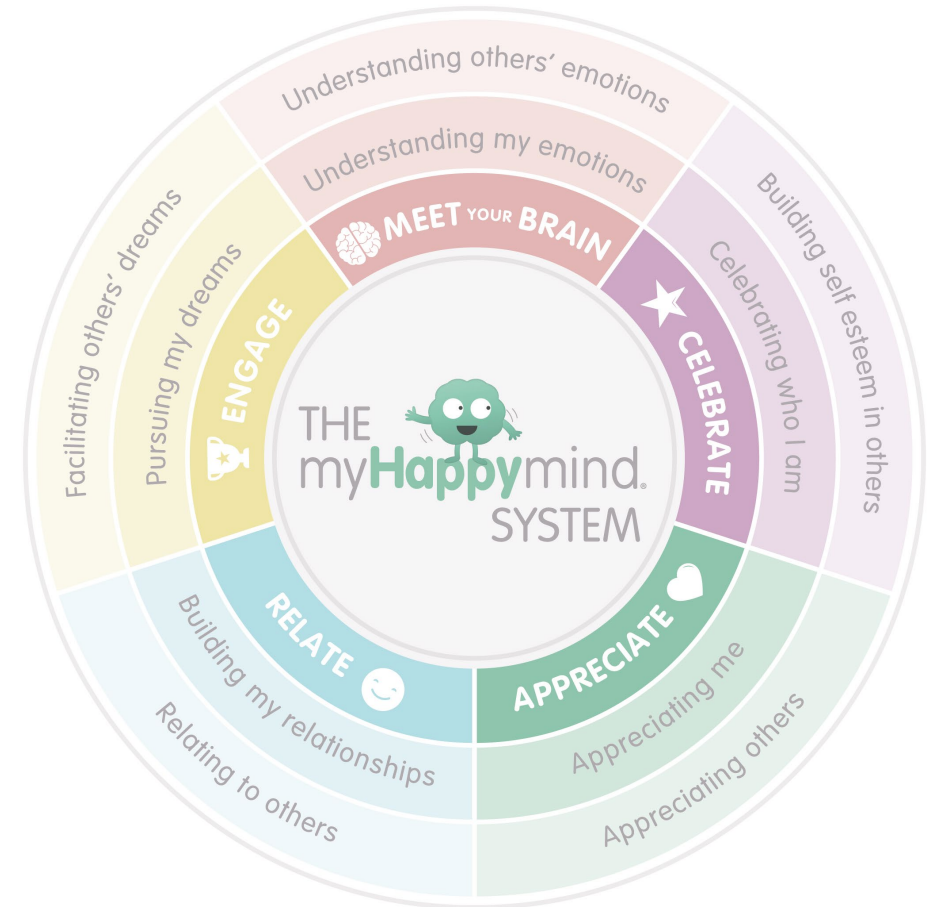 THE
myHappymind®
SYSTEM
MEET YOUR BRAIN
Understanding my emotions
Understanding others' emotions
CELEBRATE
Celebrating who I am
Building self esteem in others
APPRECIATE
Appreciating me
Appreciating others
RELATE
Building my relationships
Relating to others
ENGAGE
Pursuing my dreams
Facilitating others' dreams